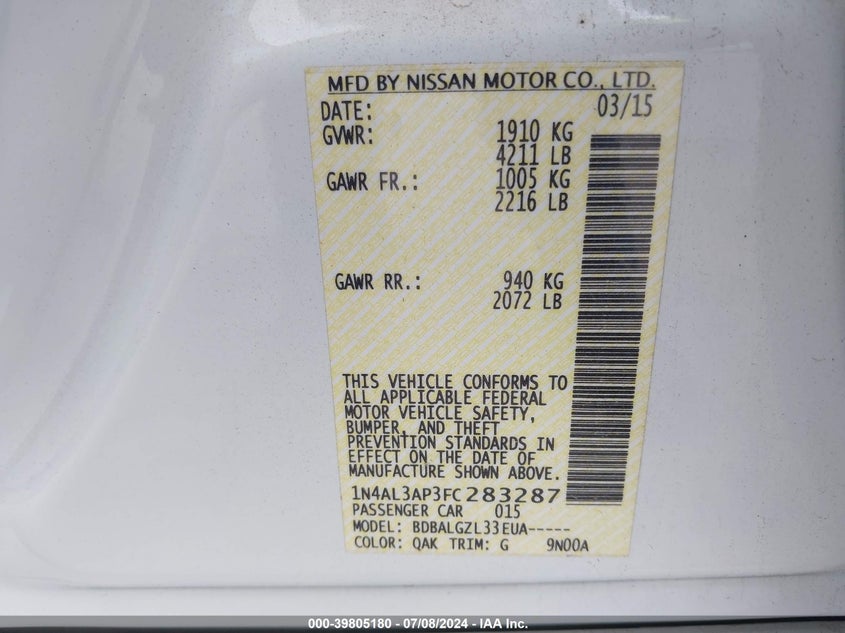 MFD BY NISSAN MOTOR CO., LTD.
DATE: 03/15
GVWR: 1910 KG
4211 LB
GAWR FR.: 1005 KG
2216 LB
GAWR RR.: 940 KG
2072 LB
THIS VEHICLE CONFORMS TO
ALL APPLICABLE FEDERAL
MOTOR VEHICLE SAFETY,
BUMPER, AND THEFT
PREVENTION STANDARDS IN
EFFECT ON THE DATE OF
MANUFACTURE SHOWN ABOVE.
1N4AL3AP3FC283287
PASSENGER CAR 015
MODEL: BDBALGZL33EUA-----
COLOR: QAK TRIM: G 9N00A
000-39805180 - 07/08/2024 - IAA Inc.